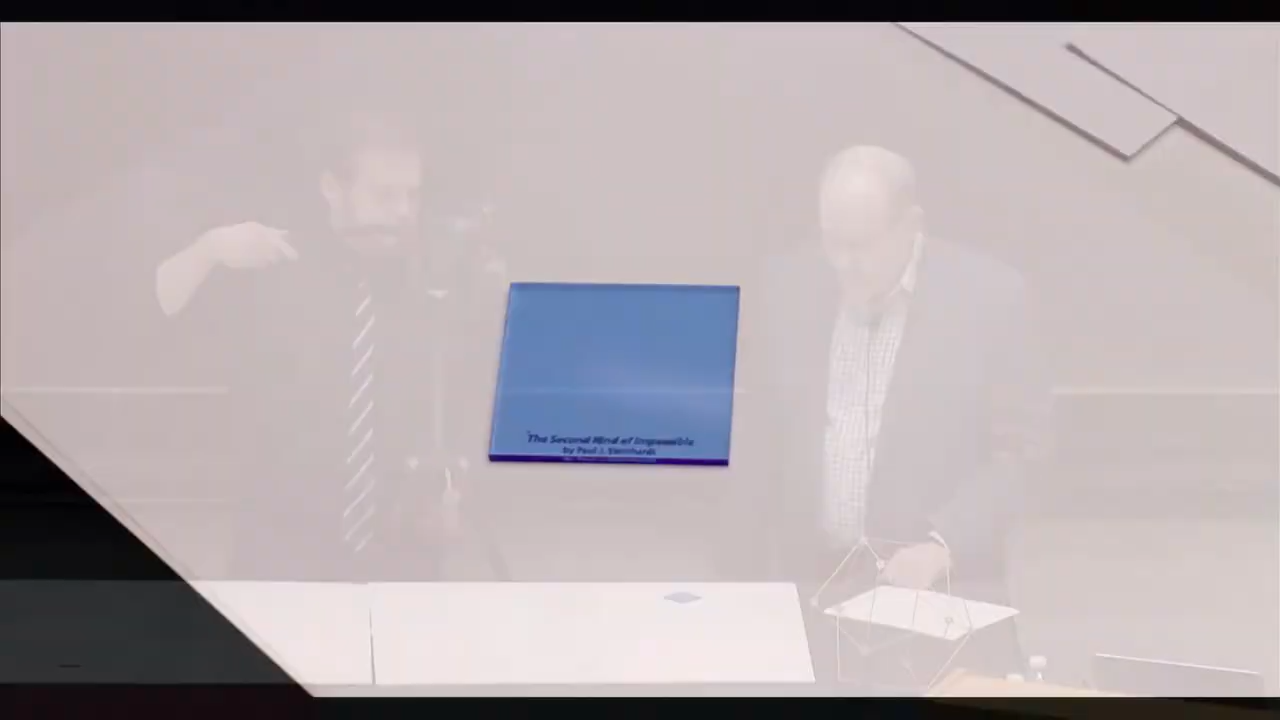 The Second Kind of Impossible
by Paul J. Steinhardt